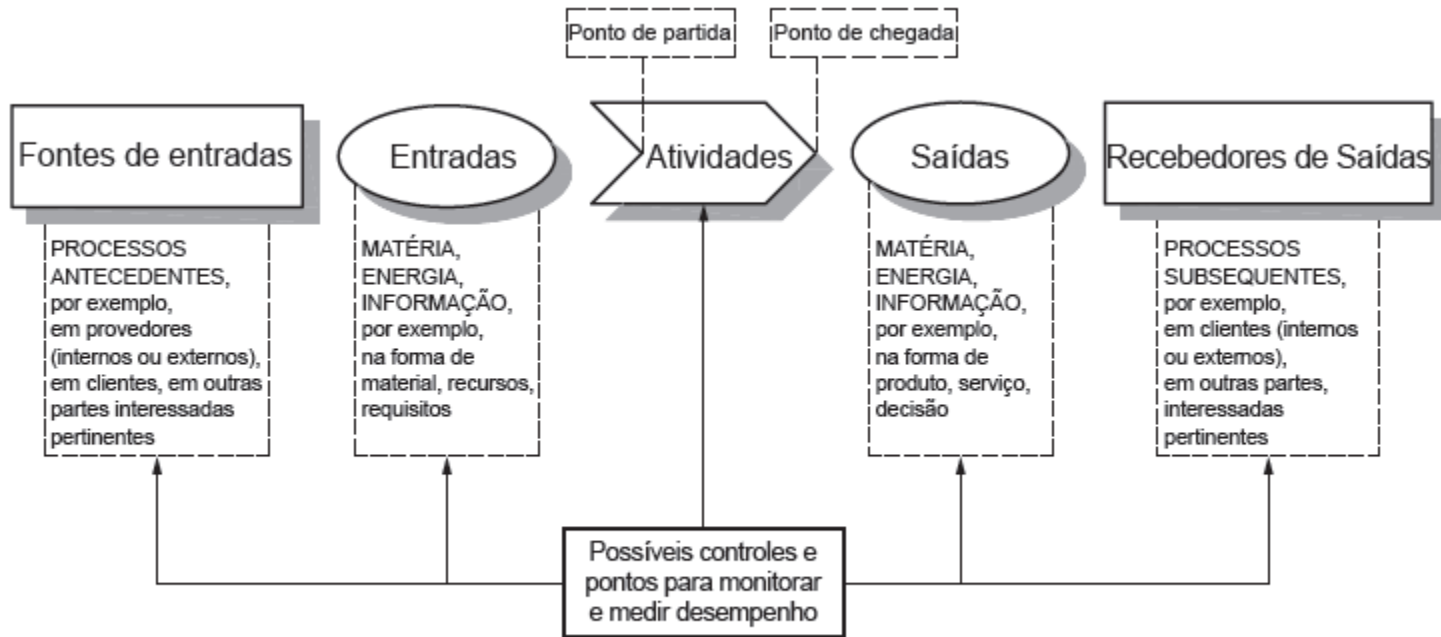 Ponto de partida
Ponto de chegada
Fontes de entradas
Entradas
Atividades
Saídas
Recebedores de Saídas
PROCESSOS
ANTECEDENTES,
por exemplo,
em provedores
(internos ou externos),
em clientes, em outras
partes interessadas
pertinentes
MATÉRIA,
ENERGIA,
INFORMAÇÃO,
por exemplo,
na forma de
material, recursos,
requisitos
MATÉRIA,
ENERGIA,
INFORMAÇÃO,
por exemplo,
na forma de
produto, serviço,
decisão
PROCESSOS
SUBSEQUENTES,
por exemplo,
em clientes (internos
ou externos),
em outras partes,
interessadas
pertinentes
Possíveis controles e
pontos para monitorar
e medir desempenho